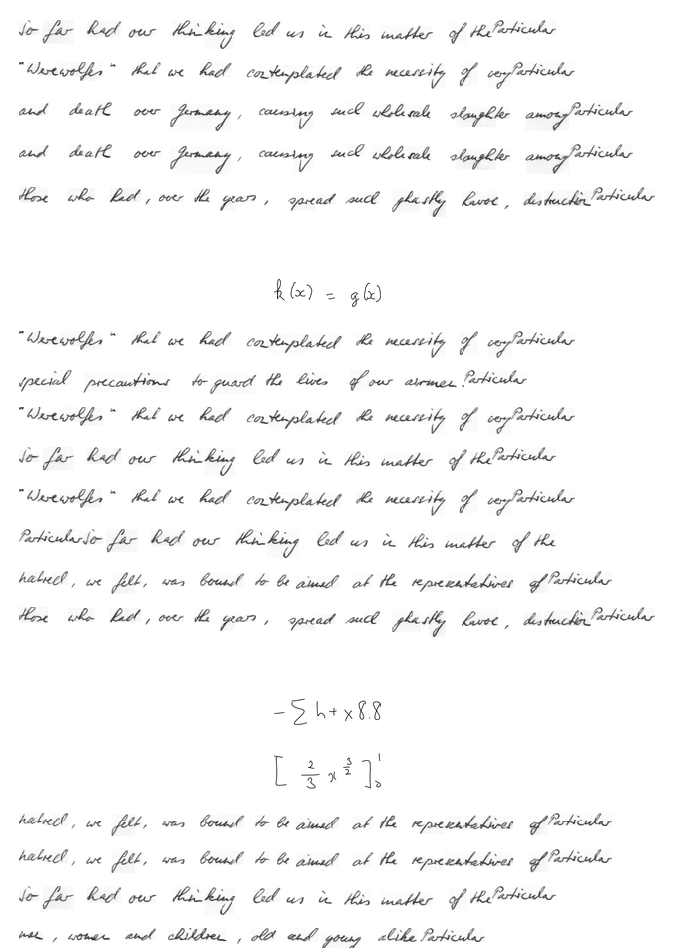 So far had our thinking led us in this matter of the Particular
"Werewolfes" that we had contemplated the necessity of very Particular
and death over Germany, causing such wholesale slaughter among Particular
and death over Germany, causing such wholesale slaughter among Particular
those who had, over the years, spread such ghastly havoc, destruction Particular
k(x) = g(x)
"Werewolfes" that we had contemplated the necessity of very Particular
special precautions to guard the lives of our airmen. Particular
"Werewolfes" that we had contemplated the necessity of very Particular
So far had our thinking led us in this matter of the Particular
"Werewolfes" that we had contemplated the necessity of very Particular
Particular So far had our thinking led us in this matter of the
hatred, we felt, was bound to be aimed at the representatives of Particular
those who had, over the years, spread such ghastly havoc, destruction Particular
- ∑ h + x 8.8
[ 2/3 x^{3/2} ]_0^1
hatred, we felt, was bound to be aimed at the representatives of Particular
hatred, we felt, was bound to be aimed at the representatives of Particular
So far had our thinking led us in this matter of the Particular
men, women and children, old and young alike Particular